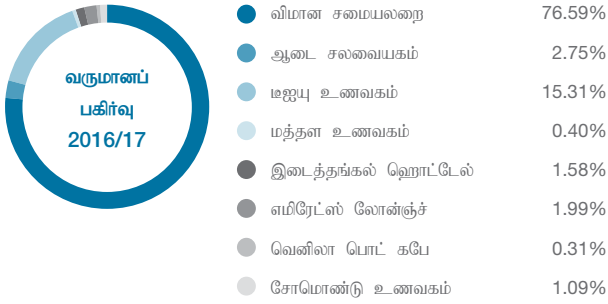 வருமானப்
பகிர்வு
2016/17
விமான சமையலறை 76.59%
ஆடை சலவையகம் 2.75%
டீஐயு உணவகம் 15.31%
மத்தள உணவகம் 0.40%
இடைத்தங்கல் ஹொட்டேல் 1.58%
எமிரேட்ஸ் லோன்ஞ்ச் 1.99%
வெனிலா பொட் கபே 0.31%
சேரமொண்டு உணவகம் 1.09%